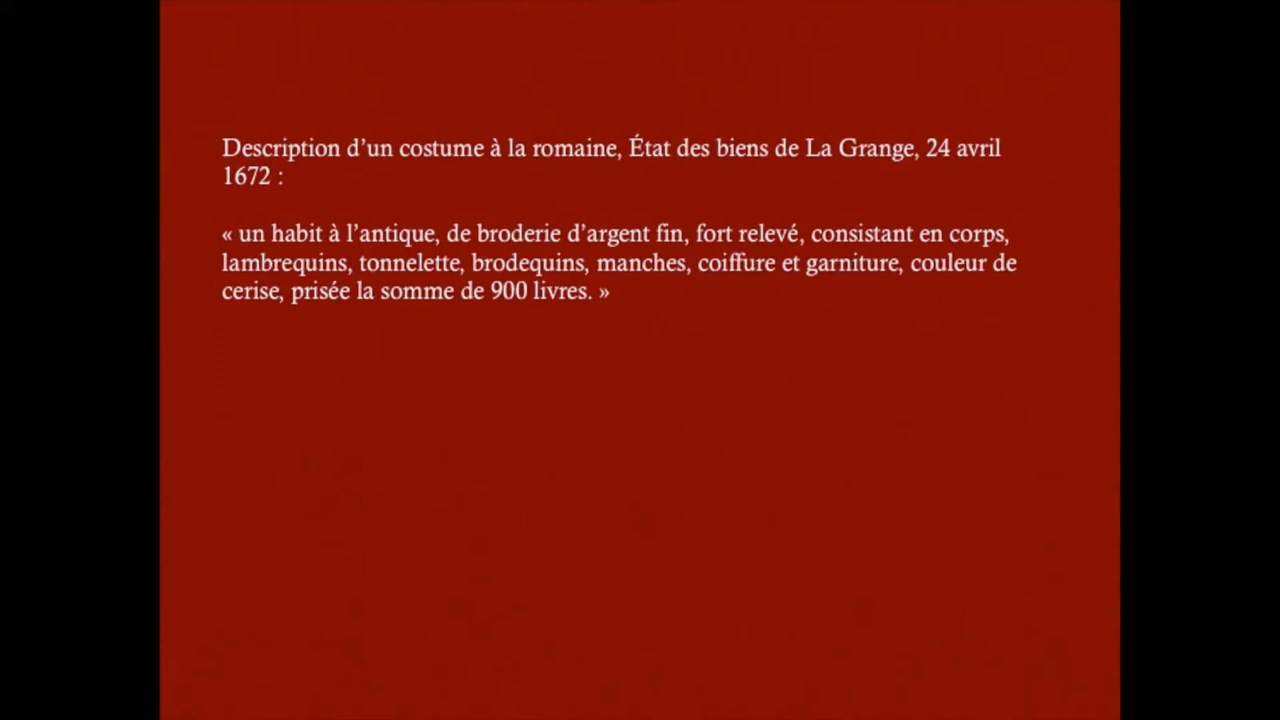 Description d’un costume à la romaine, État des biens de La Grange, 24 avril
1672 :
« un habit à l’antique, de broderie d’argent fin, fort relevé, consistant en corps,
lambrequins, tonnelette, brodequins, manches, coiffure et garniture, couleur de
cerise, prisée la somme de 900 livres. »